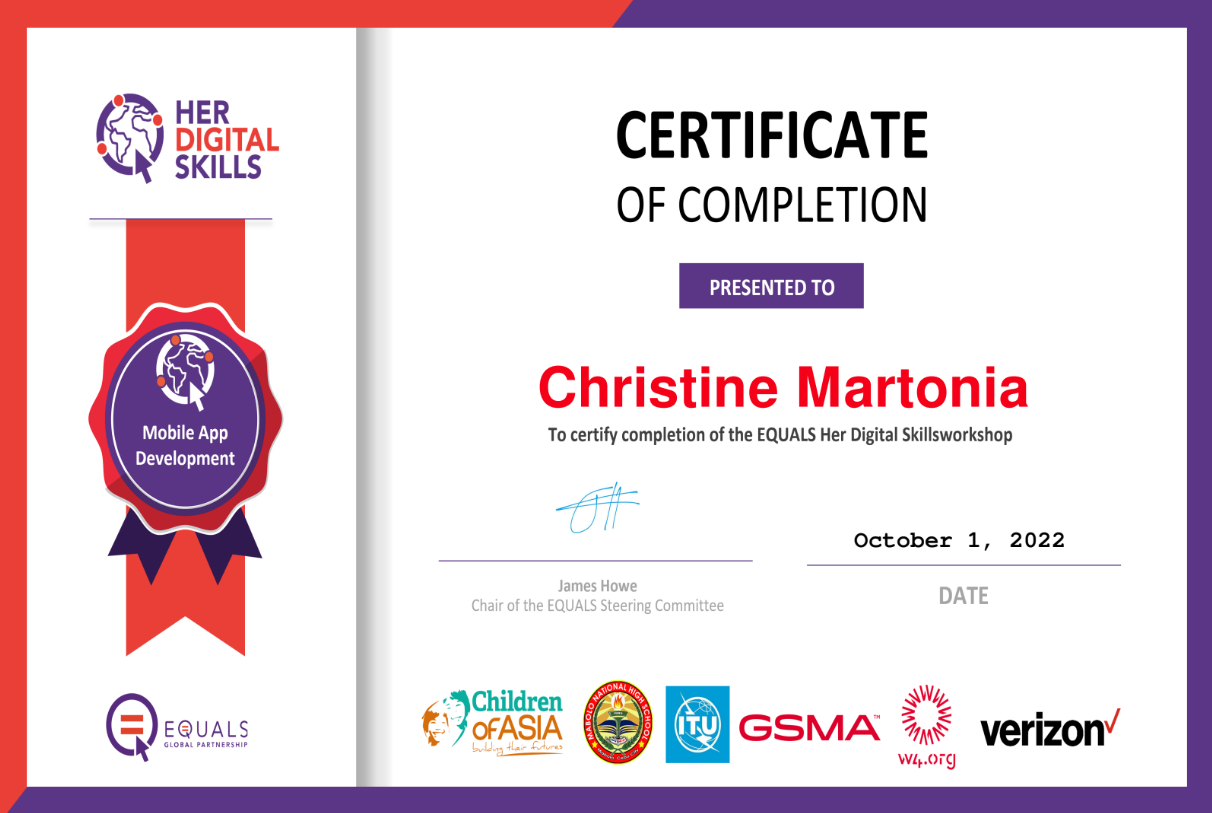 HER
DIGITAL
SKILLS
Mobile App
Development
EQUALS
GLOBAL PARTNERSHIP
CERTIFICATE
OF COMPLETION
PRESENTED TO
Christine Martonia
To certify completion of the EQUALS Her Digital Skillsworkshop
James Howe
Chair of the EQUALS Steering Committee
October 1, 2022
DATE
Children
of ASIA
building their futures
MABOLO NATIONAL HIGH SCHOOL
ITU
GSMA™
w4.org
verizon